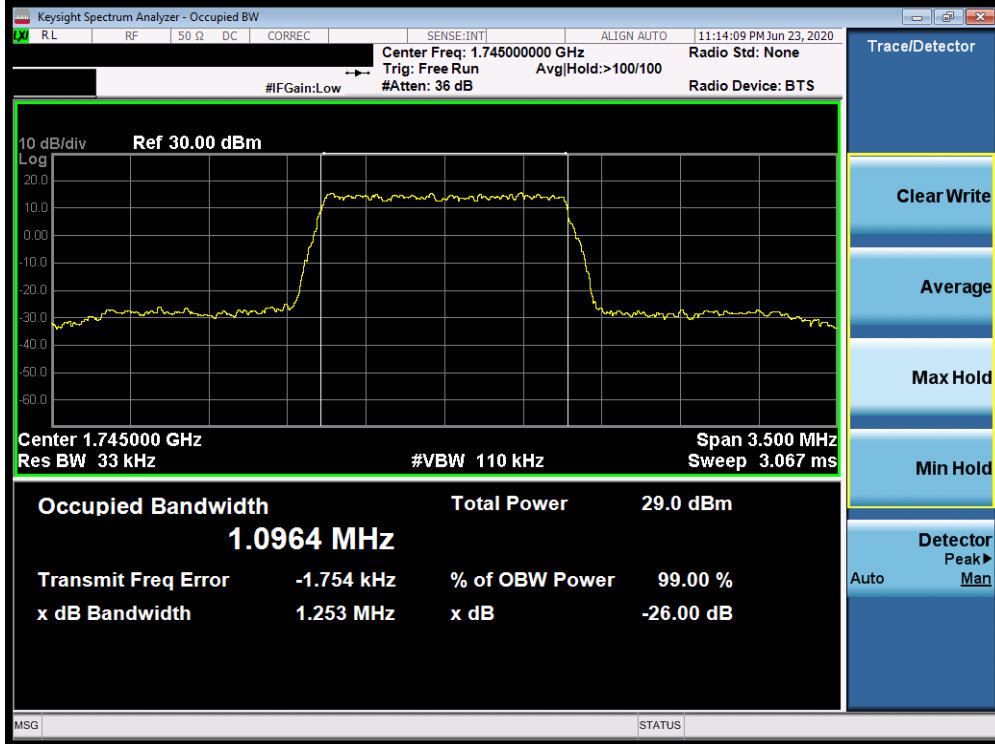 Keysight Spectrum Analyzer - Occupied BW
LXI RL RF 50 Ω DC CORREC SENSE:INT ALIGN AUTO 11:14:09 PM Jun 23, 2020
Center Freq: 1.745000000 GHz Radio Std: None
Trig: Free Run Avg|Hold:>100/100
#IFGain:Low #Atten: 36 dB Radio Device: BTS
10 dB/div Ref 30.00 dBm
Log
20.0
10.0
0.00
-10.0
-20.0
-30.0
-40.0
-50.0
-60.0
Center 1.745000 GHz Span 3.500 MHz
Res BW 33 kHz #VBW 110 kHz Sweep 3.067 ms
Occupied Bandwidth Total Power 29.0 dBm
1.0964 MHz
Transmit Freq Error -1.754 kHz % of OBW Power 99.00 %
x dB Bandwidth 1.253 MHz x dB -26.00 dB
MSG STATUS
Trace/Detector
Clear Write
Average
Max Hold
Min Hold
Detector
Peak▶
Auto Man